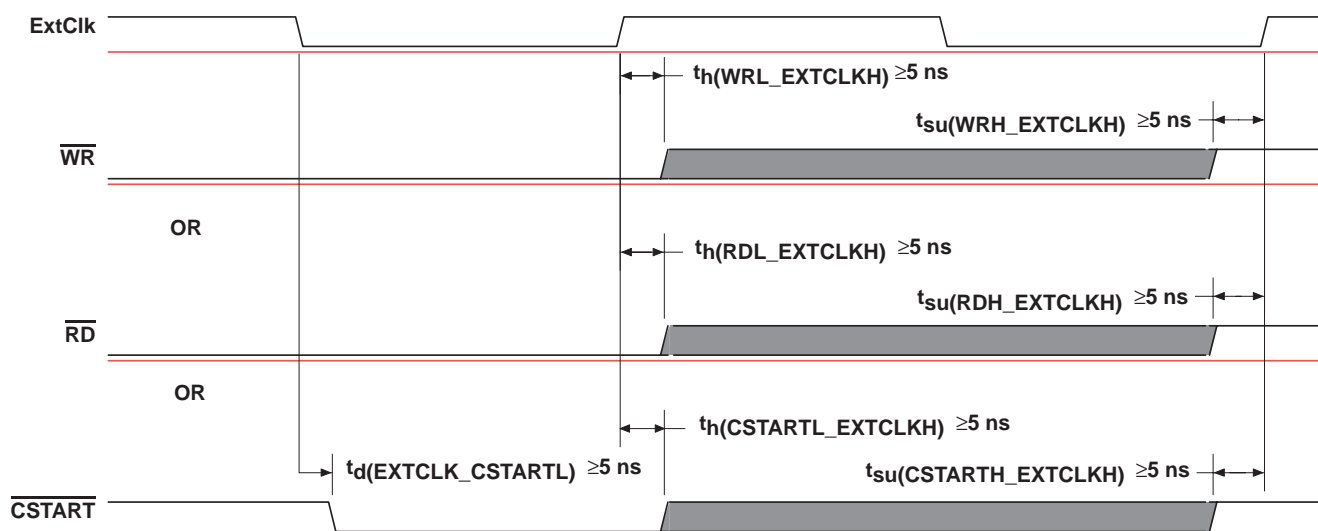 ExtClk
th(WRL_EXTCLKH) ≥5 ns
tsu(WRH_EXTCLKH) ≥5 ns
WR
OR
th(RDL_EXTCLKH) ≥5 ns
tsu(RDH_EXTCLKH) ≥5 ns
RD
OR
th(CSTARTL_EXTCLKH) ≥5 ns
td(EXTCLK_CSTARTL) ≥5 ns
tsu(CSTARTH_EXTCLKH) ≥5 ns
CSTART